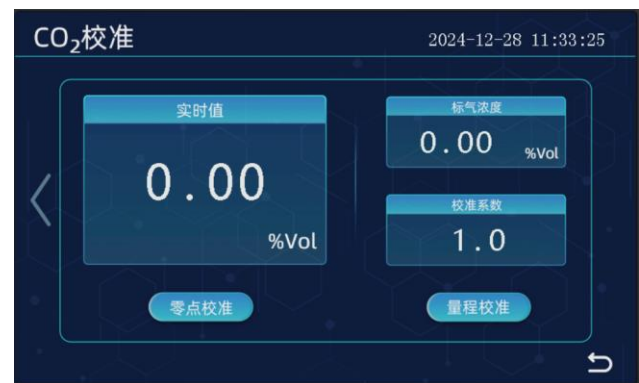 CO₂校准
2024-12-28 11:33:25
实时值
0.00
%Vol
标气浓度
0.00 %Vol
校准系数
1.0
零点校准
量程校准